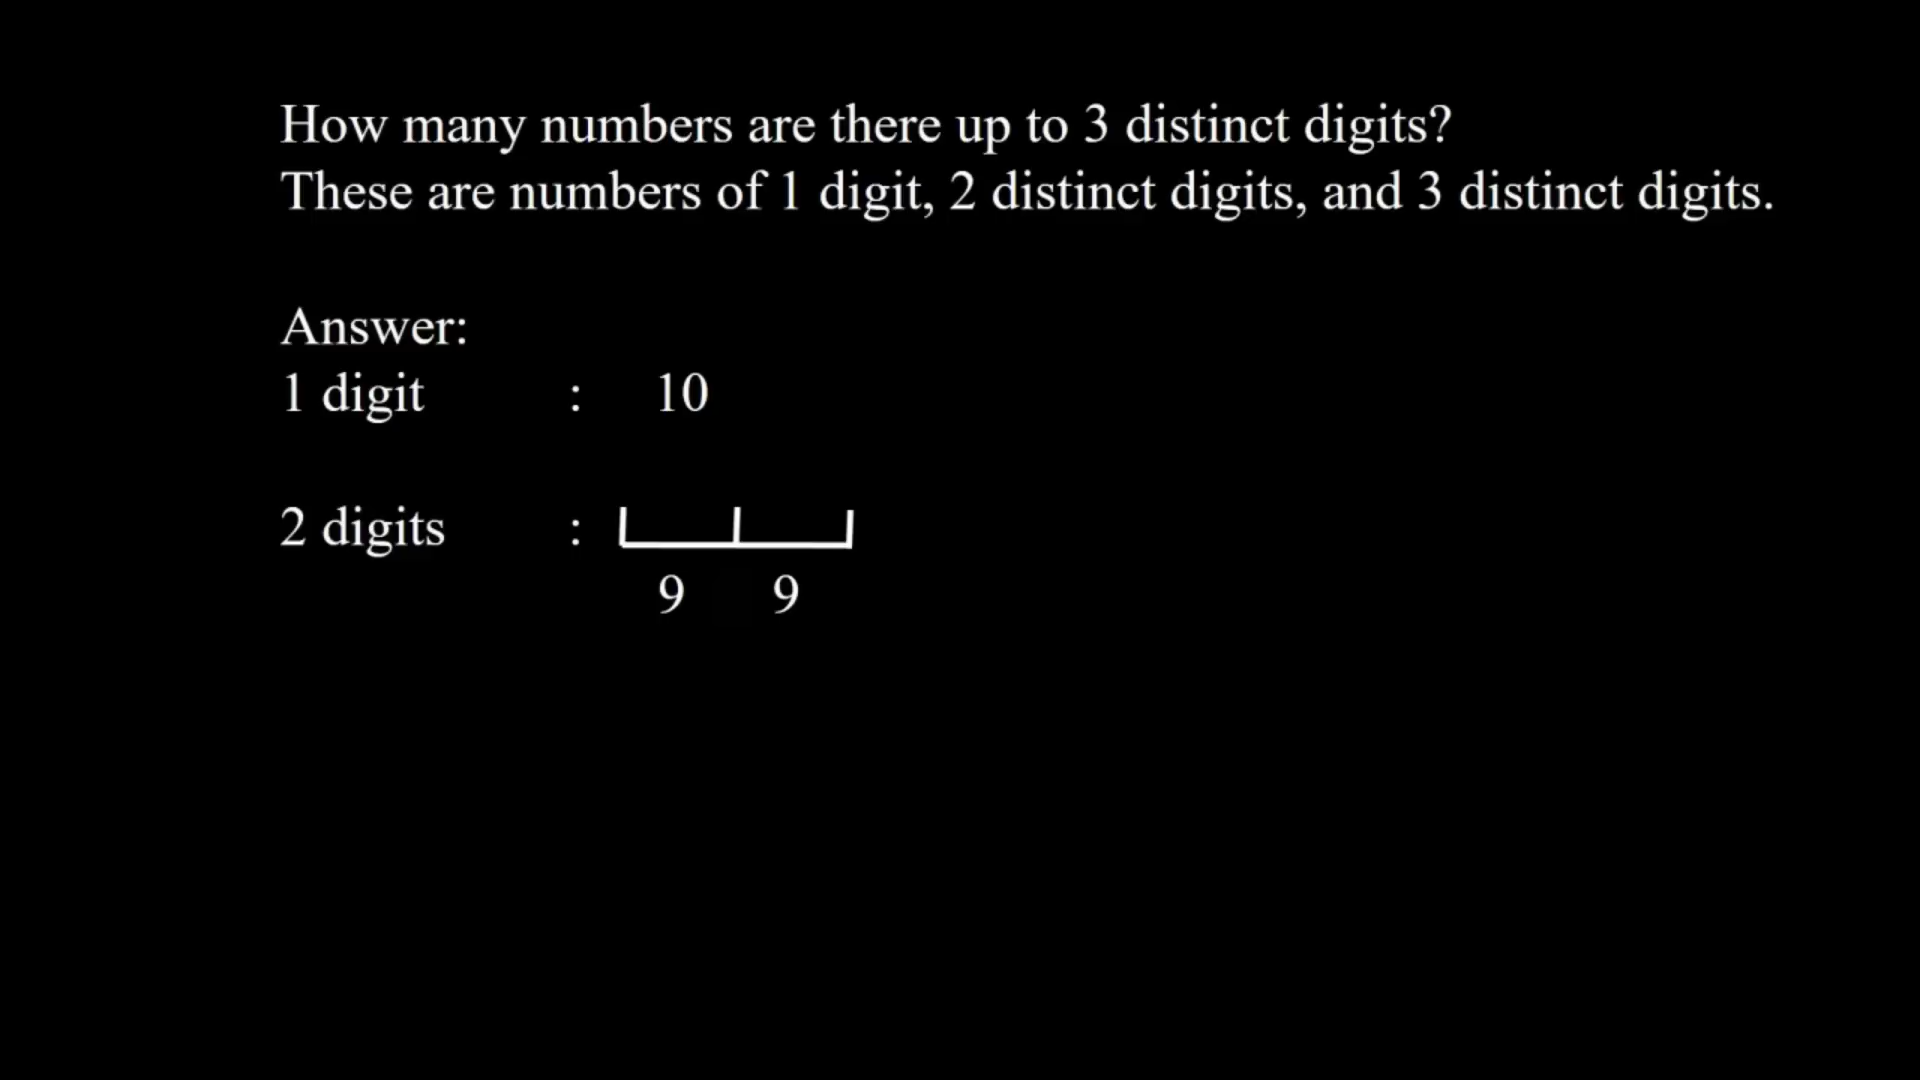 How many numbers are there up to 3 distinct digits?
These are numbers of 1 digit, 2 distinct digits, and 3 distinct digits.
Answer:
1 digit : 10
2 digits :
9 9